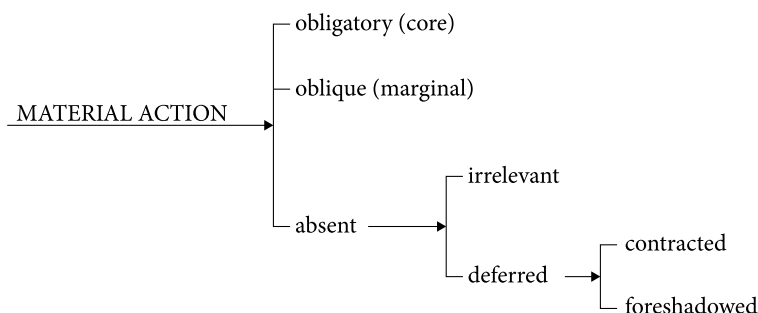 obligatory (core)
oblique (marginal)
MATERIAL ACTION
irrelevant
absent
contracted
deferred
foreshadowed